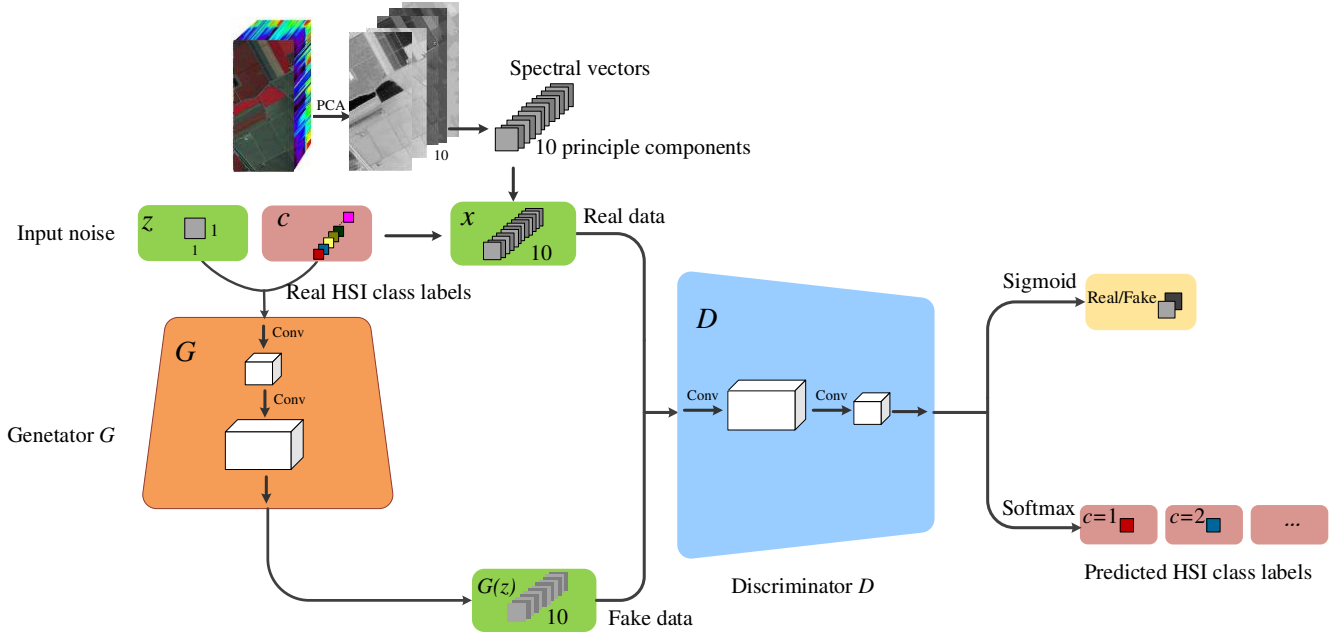 Spectral vectors
PCA
10
10 principle components
Input noise
z
1
1
c
x
10
Real data
Real HSI class labels
G
Conv
Conv
Genetator G
D
Conv
Conv
Sigmoid
Real/Fake
Softmax
c=1
c=2
...
Predicted HSI class labels
Discriminator D
G(z)
10
Fake data